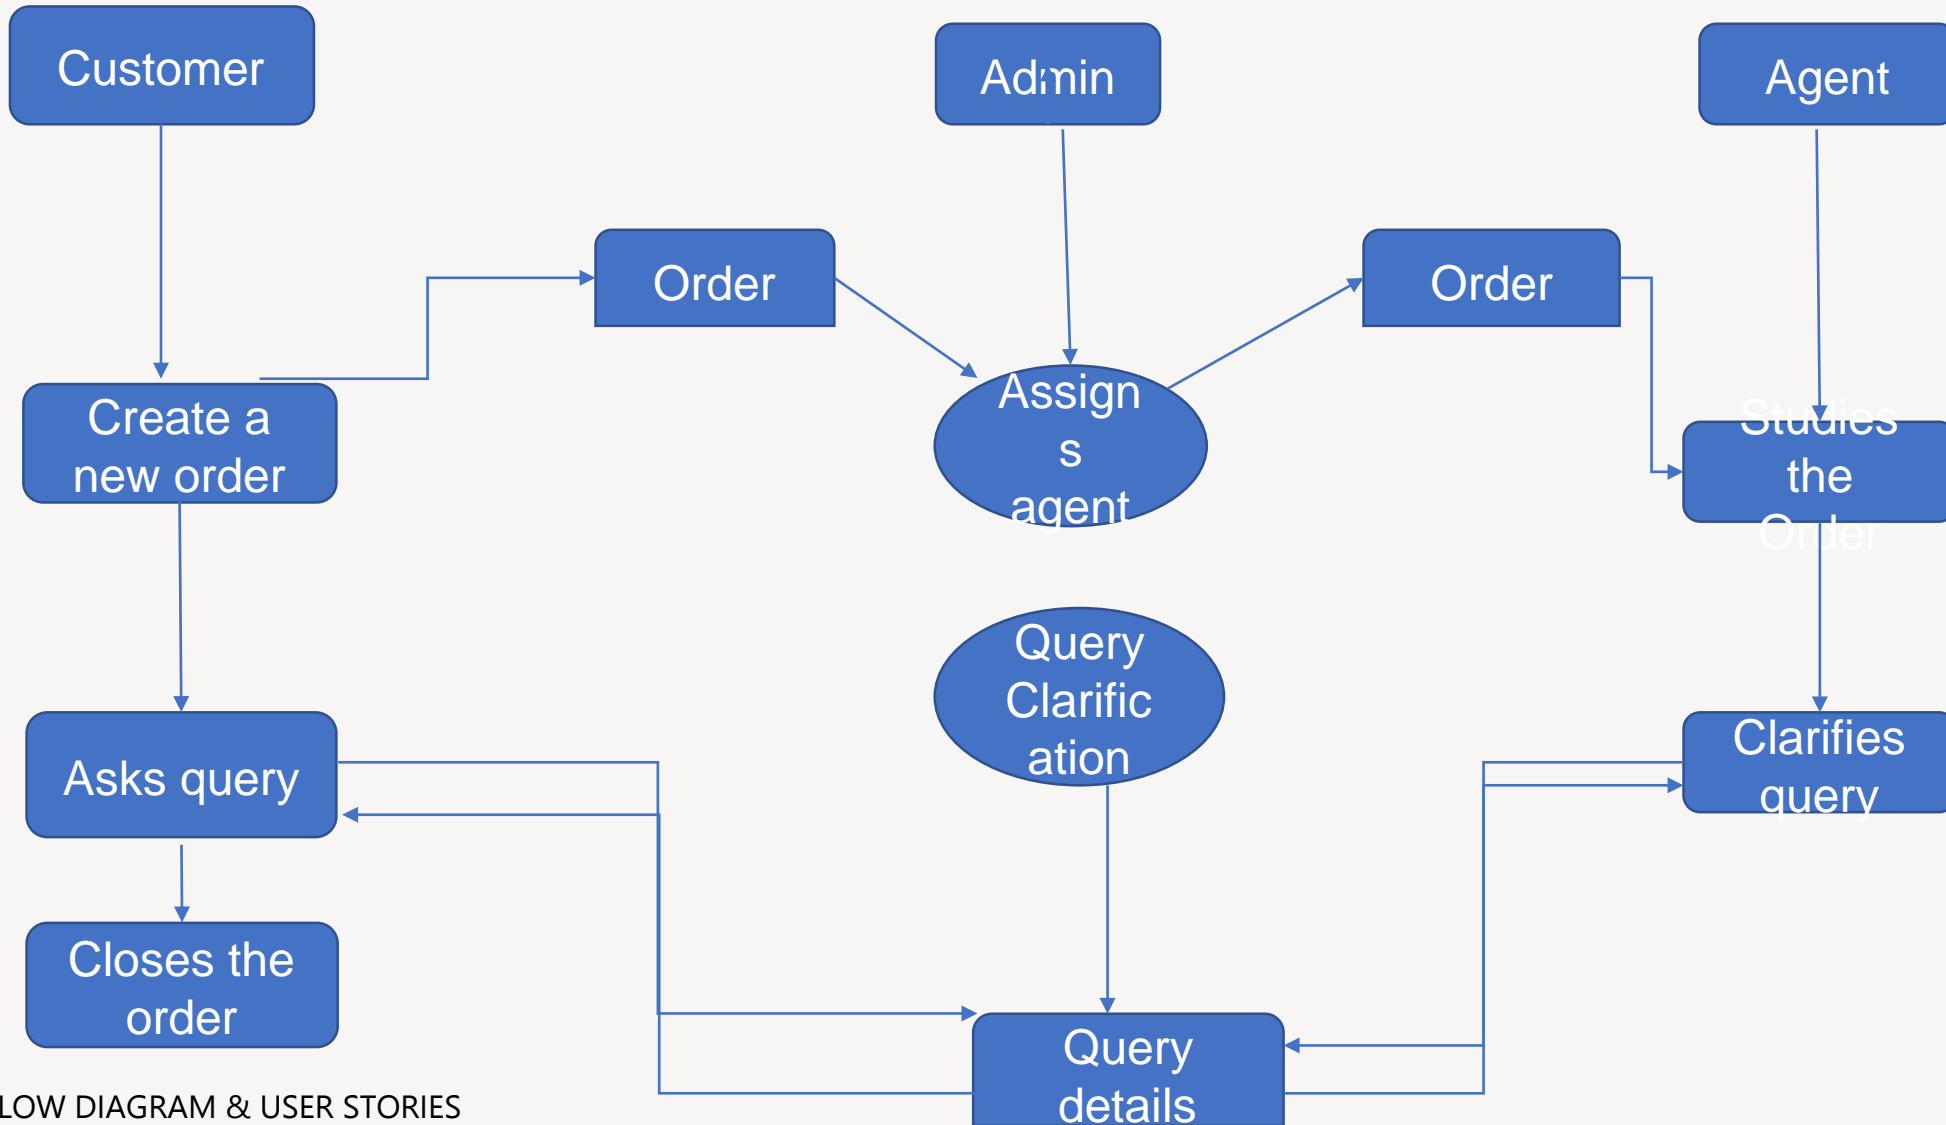 Customer
Admin
Agent
Order
Order
Create a
new order
Assign
s
agent
Studies
the
Order
Query
Clarific
ation
Asks query
Clarifies
query
Closes the
order
Query
details
LOW DIAGRAM & USER STORIES